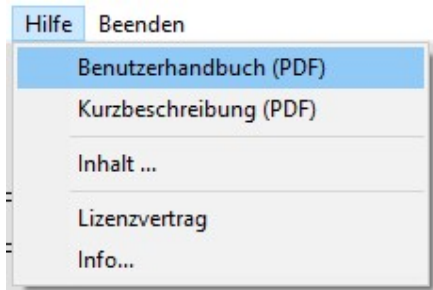 Hilfe Beenden
Benutzerhandbuch (PDF)
Kurzbeschreibung (PDF)
Inhalt ...
Lizenzvertrag
Info...